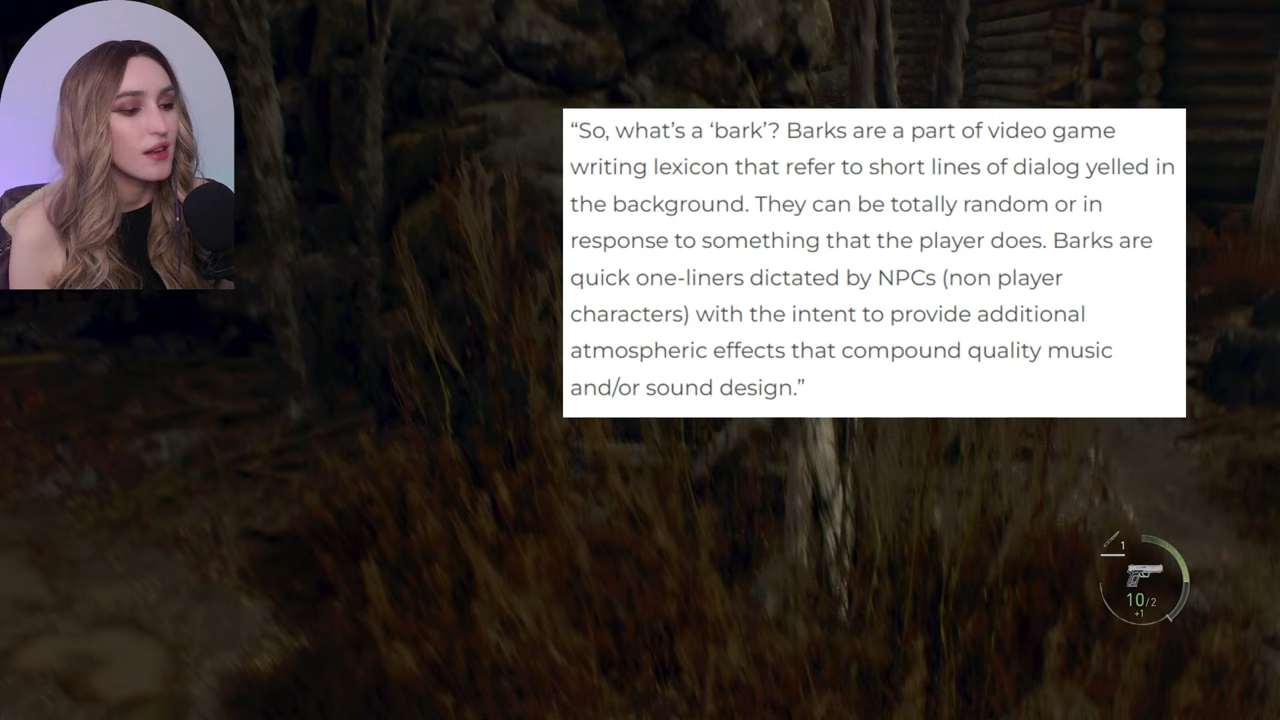 “So, what’s a ‘bark’? Barks are a part of video game
writing lexicon that refer to short lines of dialog yelled in
the background. They can be totally random or in
response to something that the player does. Barks are
quick one-liners dictated by NPCs (non player
characters) with the intent to provide additional
atmospheric effects that compound quality music
and/or sound design.”
1
10/2
+1